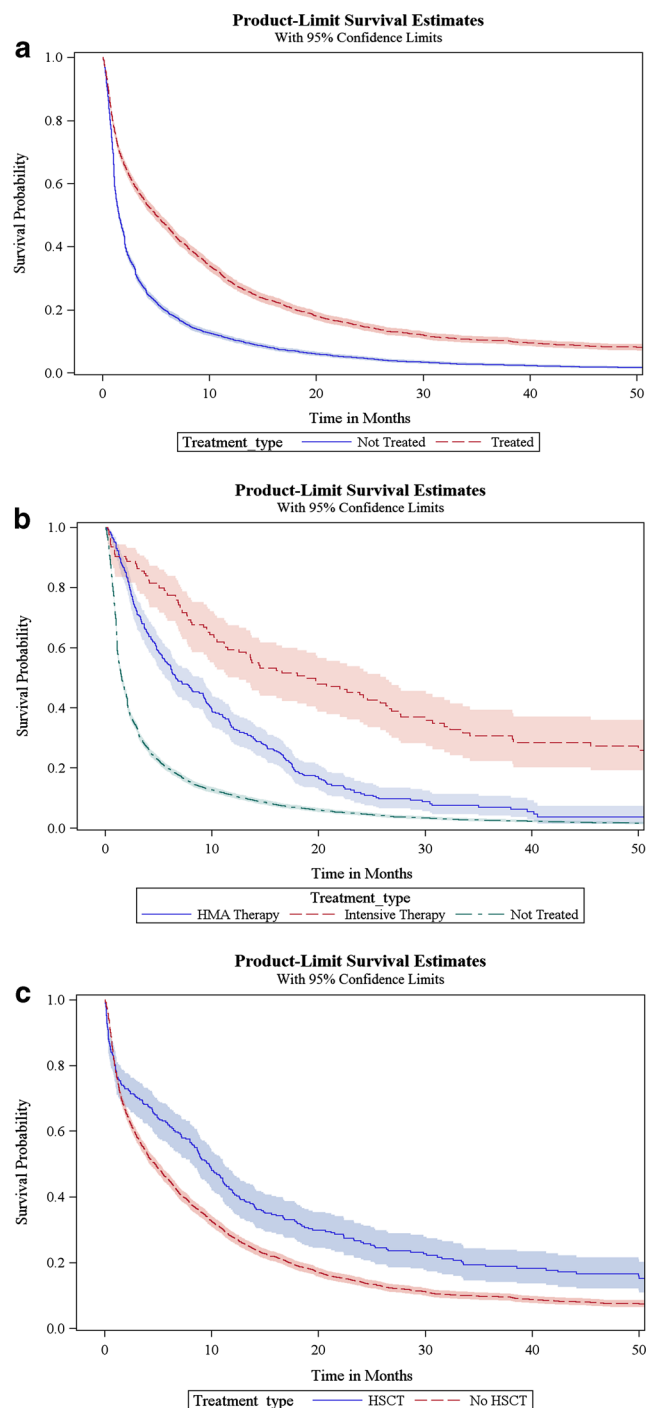 a
Product-Limit Survival Estimates
With 95% Confidence Limits
1.0
0.8
0.6
0.4
0.2
0.0
Survival Probability
0 10 20 30 40 50
Time in Months
Treatment_type Not Treated Treated
b
Product-Limit Survival Estimates
With 95% Confidence Limits
1.0
0.8
0.6
0.4
0.2
0.0
Survival Probability
0 10 20 30 40 50
Time in Months
Treatment_type
HMA Therapy Intensive Therapy Not Treated
c
Product-Limit Survival Estimates
With 95% Confidence Limits
1.0
0.8
0.6
0.4
0.2
0.0
Survival Probability
0 10 20 30 40 50
Time in Months
Treatment_type HSCT No HSCT